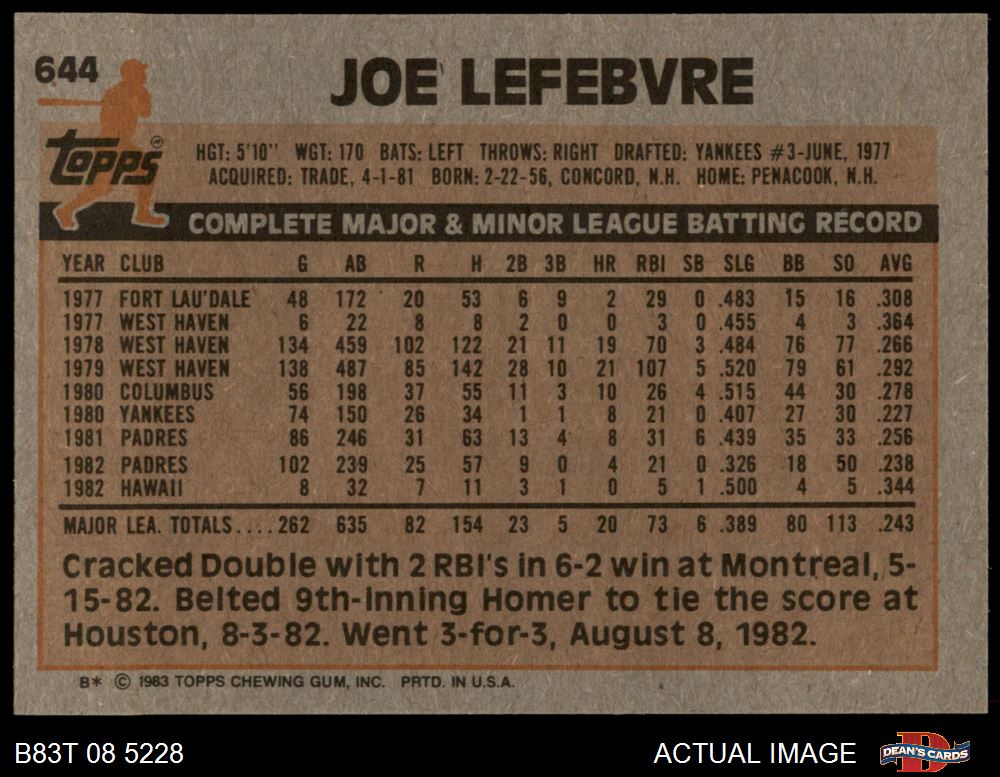 644
JOE LEFEBVRE
Topps®
HGT: 5'10" WGT: 170 BATS: LEFT THROWS: RIGHT DRAFTED: YANKEES #3-JUNE, 1977
ACQUIRED: TRADE, 4-1-81 BORN: 2-22-56, CONCORD, N.H. HOME: PENACOOK, N.H.
COMPLETE MAJOR & MINOR LEAGUE BATTING RECORD
YEAR CLUB G AB R H 2B 3B HR RBI SB SLG BB SO AVG
1977 FORT LAU'DALE 48 172 20 53 6 9 2 29 0 .483 15 16 .308
1977 WEST HAVEN 6 22 8 8 2 0 0 3 0 .455 4 3 .364
1978 WEST HAVEN 134 459 102 122 21 11 19 70 3 .484 76 77 .266
1979 WEST HAVEN 138 487 85 142 28 10 21 107 5 .520 79 61 .292
1980 COLUMBUS 56 198 37 55 11 3 10 26 4 .515 44 30 .278
1980 YANKEES 74 150 26 34 1 1 8 21 0 .407 27 30 .227
1981 PADRES 86 246 31 63 13 4 8 31 6 .439 35 33 .256
1982 PADRES 102 239 25 57 9 0 4 21 0 .326 18 50 .238
1982 HAWAII 8 32 7 11 3 1 0 5 1 .500 4 5 .344
MAJOR LEA. TOTALS....262 635 82 154 23 5 20 73 6 .389 80 113 .243
Cracked Double with 2 RBI's in 6-2 win at Montreal, 5-
15-82. Belted 9th-Inning Homer to tie the score at
Houston, 8-3-82. Went 3-for-3, August 8, 1982.
B* © 1983 TOPPS CHEWING GUM, INC. PRTD. IN U.S.A.
B83T 08 5228 ACTUAL IMAGE DEAN'S CARDS